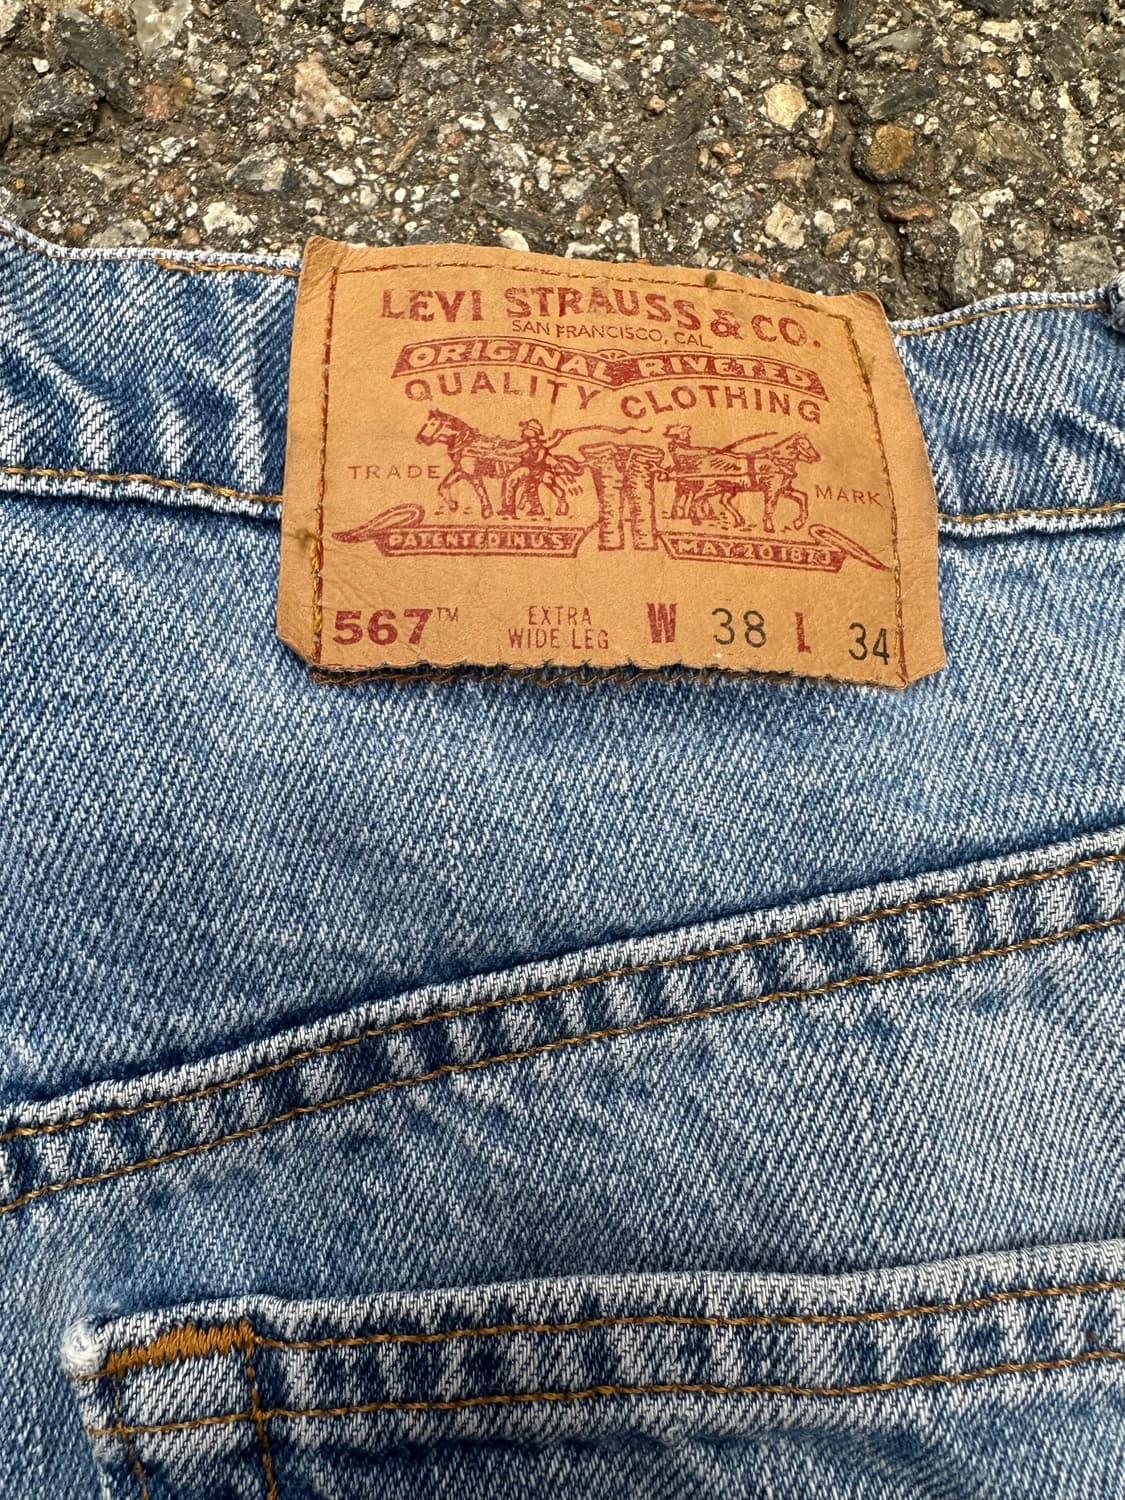 LEVI STRAUSS & CO.
SAN FRANCISCO, CAL.
ORIGINAL RIVETED
QUALITY CLOTHING
TRADE MARK
PATENTED IN U.S. MAY 20 1873
567™ EXTRA WIDE LEG W 38 L 34